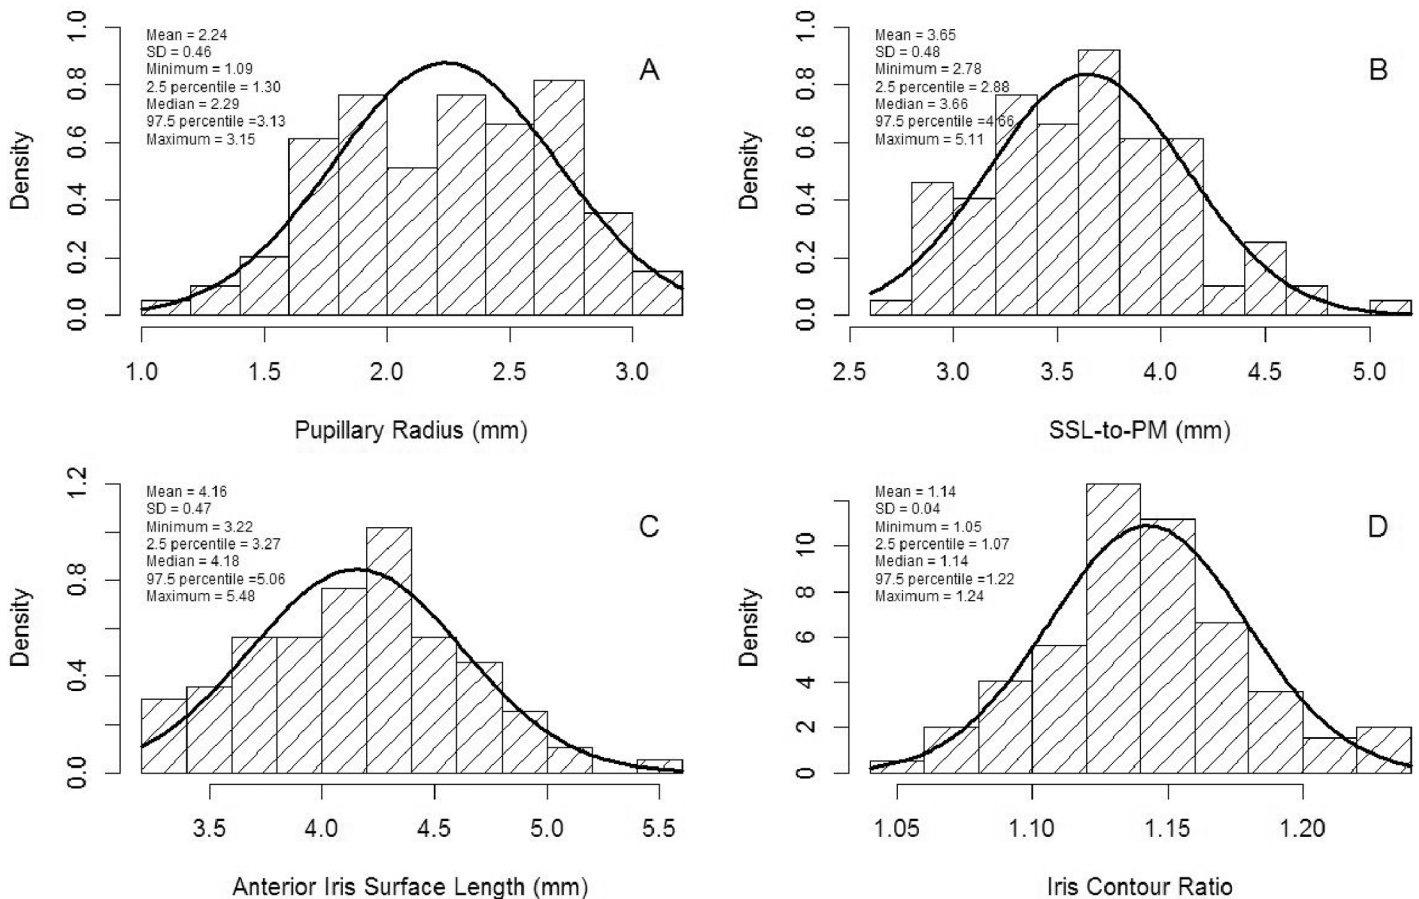 Mean = 2.24
SD = 0.46
Minimum = 1.09
2.5 percentile = 1.30
Median = 2.29
97.5 percentile =3.13
Maximum = 3.15
A
Density
0.0 0.2 0.4 0.6 0.8 1.0
1.0 1.5 2.0 2.5 3.0
Pupillary Radius (mm)
Mean = 3.65
SD = 0.48
Minimum = 2.78
2.5 percentile = 2.88
Median = 3.66
97.5 percentile =4.66
Maximum = 5.11
B
Density
0.0 0.2 0.4 0.6 0.8 1.0
2.5 3.0 3.5 4.0 4.5 5.0
SSL-to-PM (mm)
Mean = 4.16
SD = 0.47
Minimum = 3.22
2.5 percentile = 3.27
Median = 4.18
97.5 percentile =5.06
Maximum = 5.48
C
Density
0.0 0.4 0.8 1.2
3.5 4.0 4.5 5.0 5.5
Anterior Iris Surface Length (mm)
Mean = 1.14
SD = 0.04
Minimum = 1.05
2.5 percentile = 1.07
Median = 1.14
97.5 percentile =1.22
Maximum = 1.24
D
Density
0 2 4 6 8 10
1.05 1.10 1.15 1.20
Iris Contour Ratio